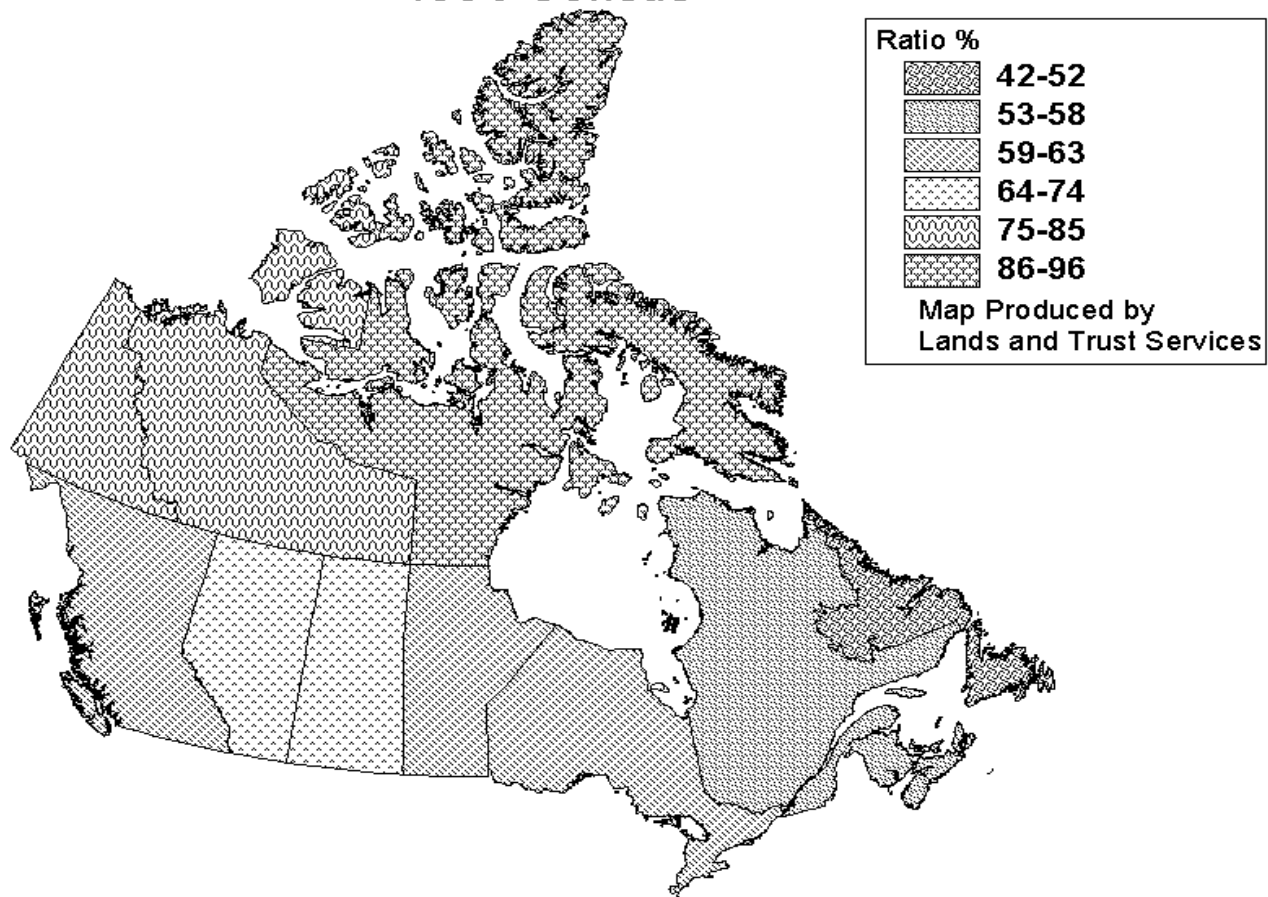 Ratio %
42-52
53-58
59-63
64-74
75-85
86-96
Map Produced by
Lands and Trust Services